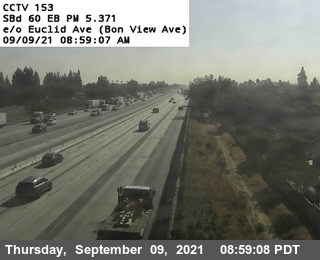 CCTV 153
SBd 60 EB PM 5.371
e/o Euclid Ave (Bon View Ave)
09/09/21 08:59:07 AM
Thursday, September 09, 2021 08:59:08 PDT